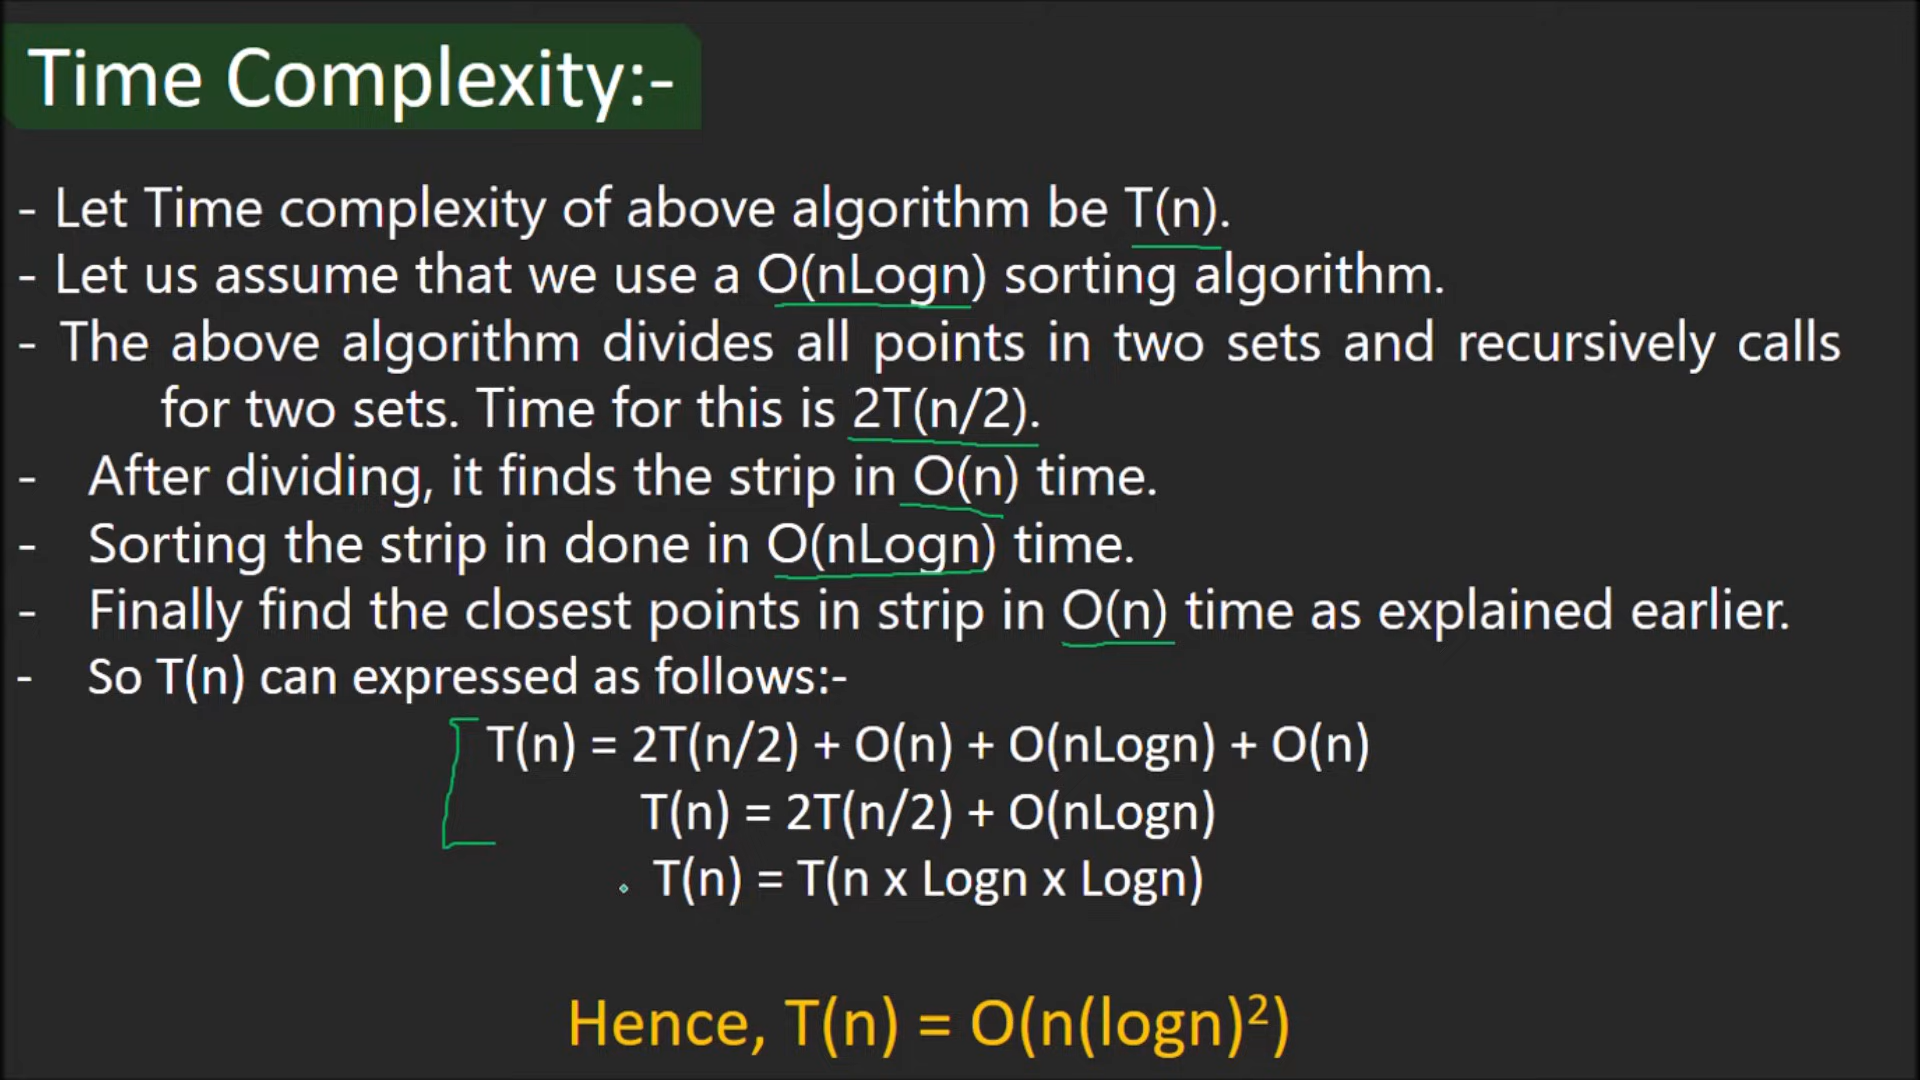 Time Complexity:-
- Let Time complexity of above algorithm be T(n).
- Let us assume that we use a O(nLogn) sorting algorithm.
- The above algorithm divides all points in two sets and recursively calls
for two sets. Time for this is 2T(n/2).
- After dividing, it finds the strip in O(n) time.
- Sorting the strip in done in O(nLogn) time.
- Finally find the closest points in strip in O(n) time as explained earlier.
- So T(n) can expressed as follows:-
T(n) = 2T(n/2) + O(n) + O(nLogn) + O(n)
T(n) = 2T(n/2) + O(nLogn)
T(n) = T(n x Logn x Logn)
Hence, T(n) = O(n(logn)²)